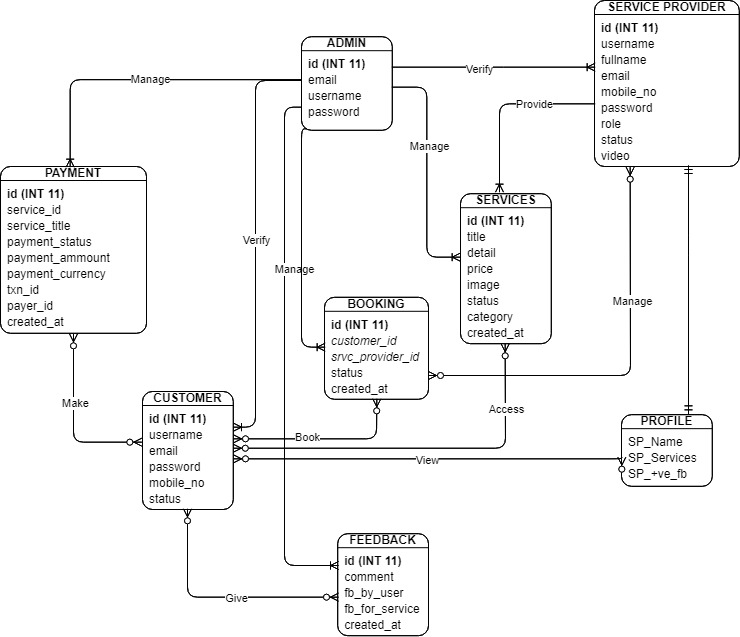 SERVICE PROVIDER
id (INT 11)
username
fullname
email
mobile_no
password
role
status
video
ADMIN
id (INT 11)
email
username
password
Manage
Verify
Provide
Manage
PAYMENT
id (INT 11)
service_id
service_title
payment_status
payment_ammount
payment_currency
txn_id
payer_id
created_at
SERVICES
id (INT 11)
title
detail
price
image
status
category
created_at
Verify
Manage
BOOKING
id (INT 11)
customer_id
srvc_provider_id
status
created_at
Manage
Make
CUSTOMER
id (INT 11)
username
email
password
mobile_no
status
Access
Book
View
PROFILE
SP_Name
SP_Services
SP_+ve_fb
FEEDBACK
id (INT 11)
comment
fb_by_user
fb_for_service
created_at
Give